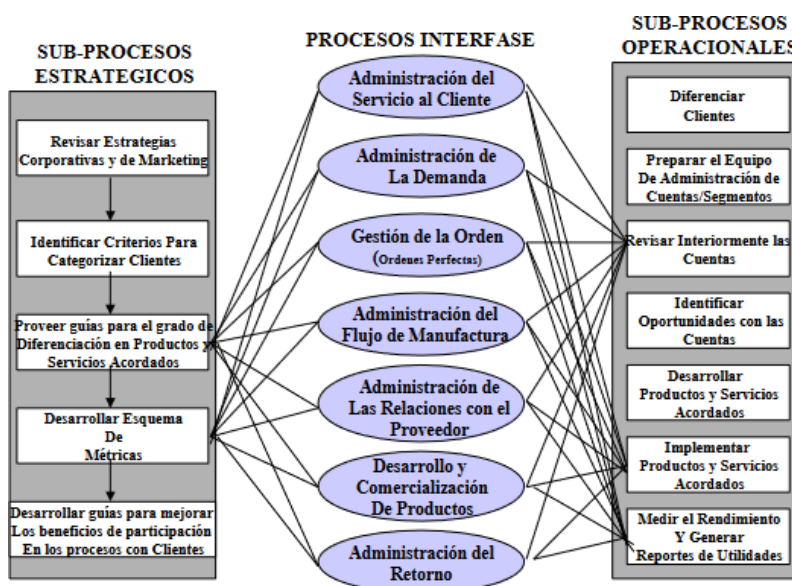 SUB-PROCESOS
ESTRATEGICOS
Revisar Estrategias
Corporativas y de Marketing
Identificar Criterios Para
Categorizar Clientes
Proveer guías para el grado de
Diferenciación en Productos y
Servicios Acordados
Desarrollar Esquema
De
Métricas
Desarrollar guías para mejorar
Los beneficios de participación
En los procesos con Clientes
PROCESOS INTERFASE
Administración del
Servicio al Cliente
Administración de
La Demanda
Gestión de la Orden
(Ordenes Perfectas)
Administración del
Flujo de Manufactura
Administración de
Las Relaciones con el
Proveedor
Desarrollo y
Comercialización
De Productos
Administración del
Retorno
SUB-PROCESOS
OPERACIONALES
Diferenciar
Clientes
Preparar el Equipo
De Administración de
Cuentas/Segmentos
Revisar Interiormente las
Cuentas
Identificar
Oportunidades con las
Cuentas
Desarrollar
Productos y Servicios
Acordados
Implementar
Productos y Servicios
Acordados
Medir el Rendimiento
Y Generar
Reportes de Utilidades